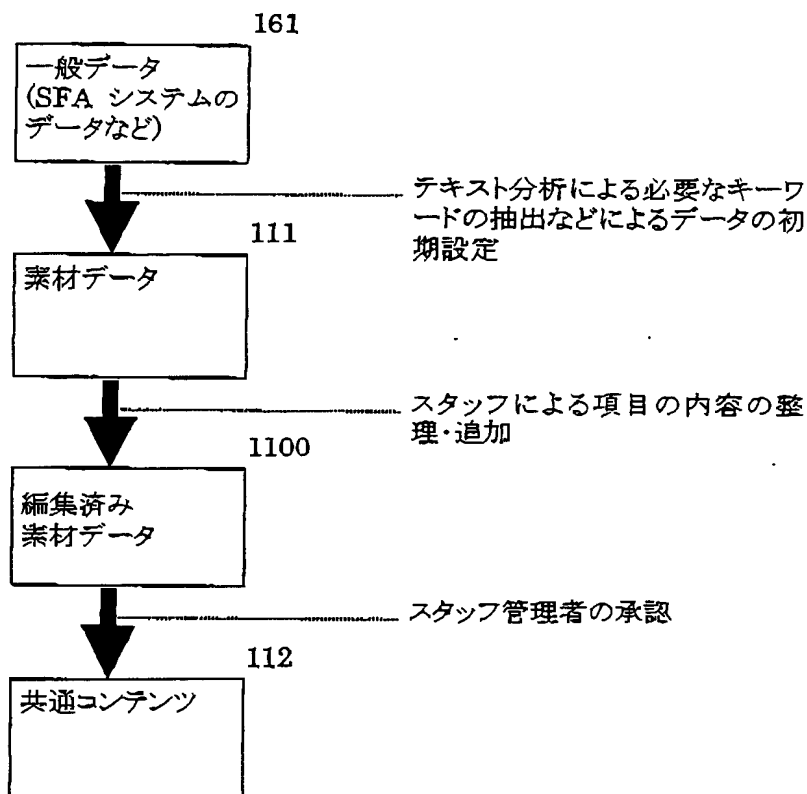 161
一般データ
(SFA システムの
データなど)
テキスト分析による必要なキーワ
ードの抽出などによるデータの初
期設定
111
素材データ
スタッフによる項目の内容の整
理・追加
1100
編集済み
素材データ
スタッフ管理者の承認
112
共通コンテンツ